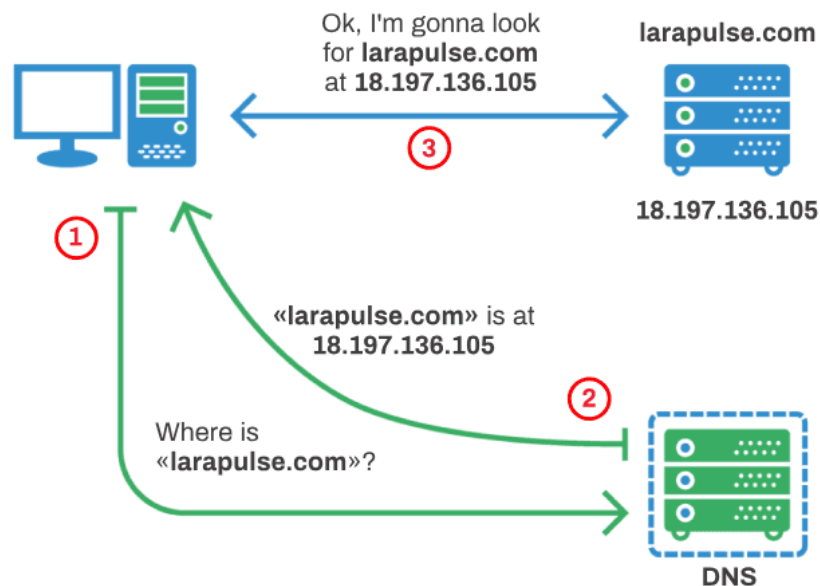 Ok, I'm gonna look
for larapulse.com
at 18.197.136.105
larapulse.com
3
18.197.136.105
1
«larapulse.com» is at
18.197.136.105
2
Where is
«larapulse.com»?
DNS